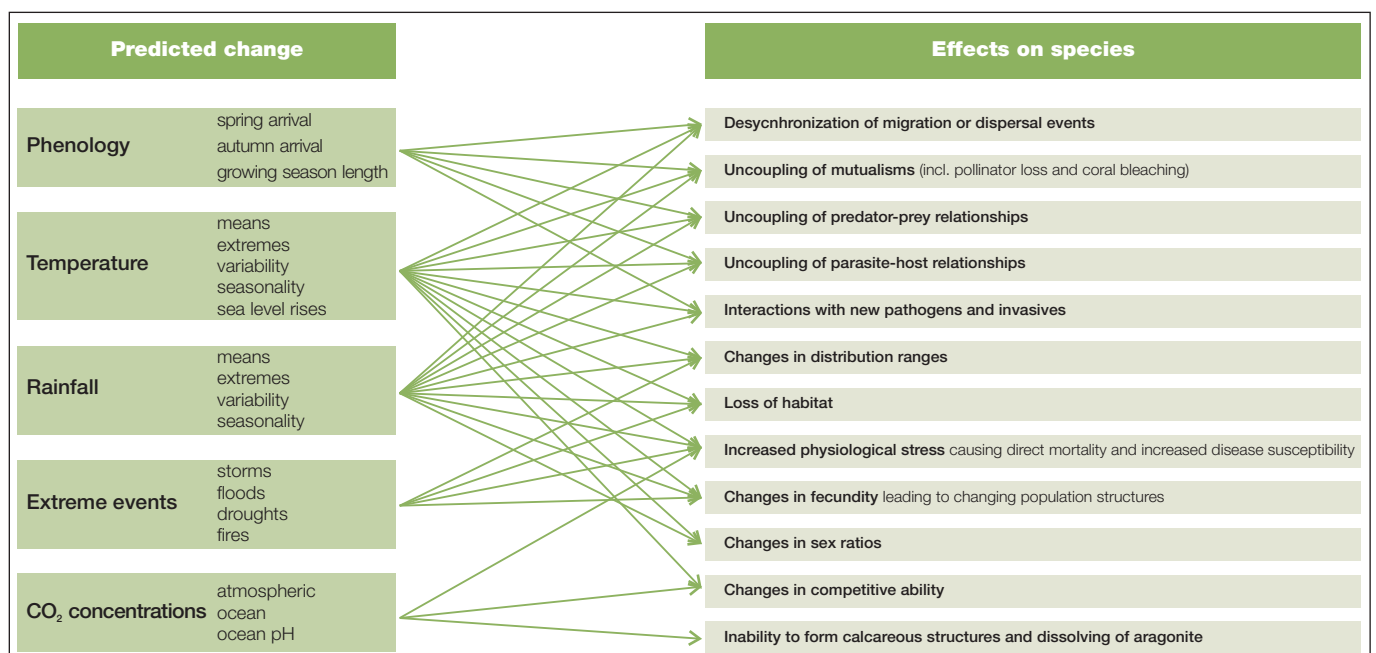 Predicted change
Effects on species
Phenology
spring arrival
autumn arrival
growing season length
Temperature
means
extremes
variability
seasonality
sea level rises
Rainfall
means
extremes
variability
seasonality
Extreme events
storms
floods
droughts
fires
CO₂ concentrations
atmospheric
ocean
ocean pH
Desycnhronization of migration or dispersal events
Uncoupling of mutualisms (incl. pollinator loss and coral bleaching)
Uncoupling of predator-prey relationships
Uncoupling of parasite-host relationships
Interactions with new pathogens and invasives
Changes in distribution ranges
Loss of habitat
Increased physiological stress causing direct mortality and increased disease susceptibility
Changes in fecundity leading to changing population structures
Changes in sex ratios
Changes in competitive ability
Inability to form calcareous structures and dissolving of aragonite